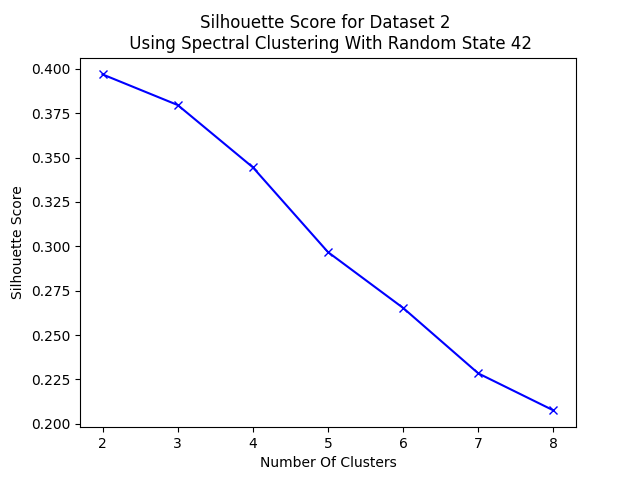 Silhouette Score for Dataset 2
Using Spectral Clustering With Random State 42
Silhouette Score
0.400
0.375
0.350
0.325
0.300
0.275
0.250
0.225
0.200
2 3 4 5 6 7 8
Number Of Clusters